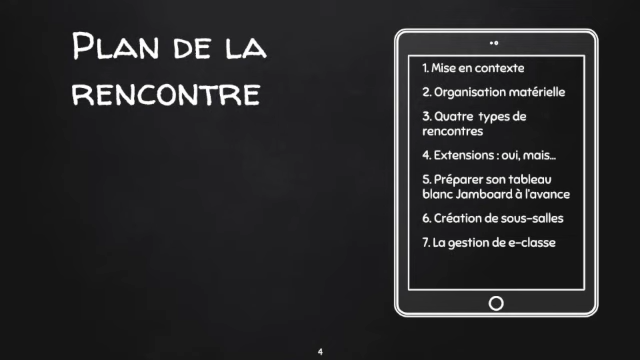 Plan de la
rencontre
1. Mise en contexte
2. Organisation matérielle
3. Quatre types de
rencontres
4. Extensions : oui, mais...
5. Préparer son tableau
blanc Jamboard à l'avance
6. Création de sous-salles
7. La gestion de e-classe
4